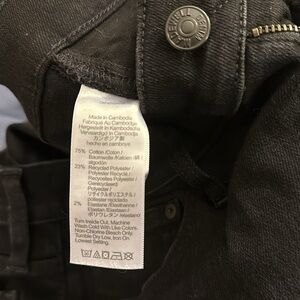 Made in Cambodia
Fabriqué Au Cambodge
Hergestellt in Kambodscha
Vervaardigd in Cambodja
カンボジア製
hecho en camboya
75% Cotton /Coton /
Baumwolle /Katoen /綿 /
algodón
23% Recycled Polyester /
Polyester Recyclé /
Recyceltes Polyester /
Gerecycleerd
Polyester /
リサイクルポリエステル /
poliéster reciclado
2% Elastane /Elasthanne /
Elastan /Elastaan /
ポリウレタン /elastano
Turn Inside Out. Machine
Wash Cold With Like Colors.
Non-Chlorine Bleach Only.
Tumble Dry Low. Iron On
Lowest Setting.